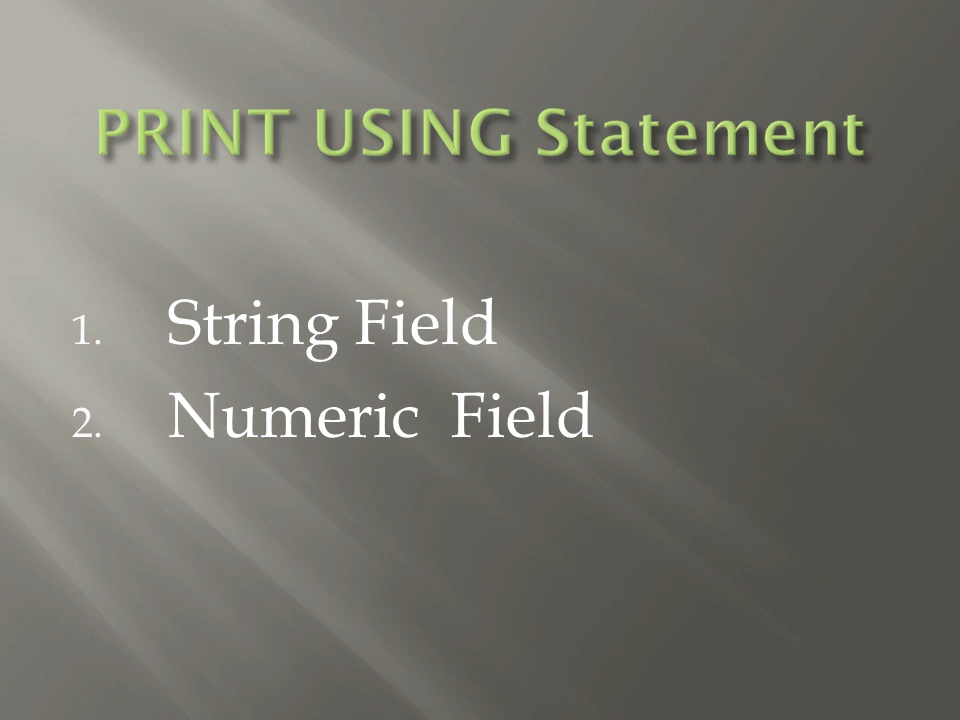 PRINT USING Statement
1. String Field
2. Numeric Field